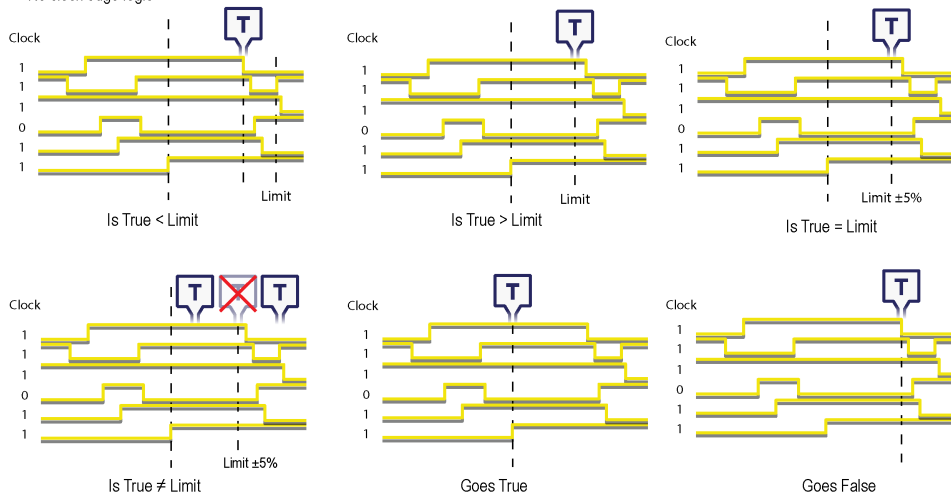 Clock
T
1
1
1
0
1
1
Limit
Is True < Limit
T
1
1
1
0
1
1
Limit
Is True > Limit
Clock
T
1
1
1
0
1
1
Limit ±5%
Is True = Limit
Clock
T T T
1
1
1
0
1
1
Limit ±5%
Is True ≠ Limit
Clock
T
1
1
1
0
1
1
Goes True
Clock
T
1
1
1
0
1
1
Goes False